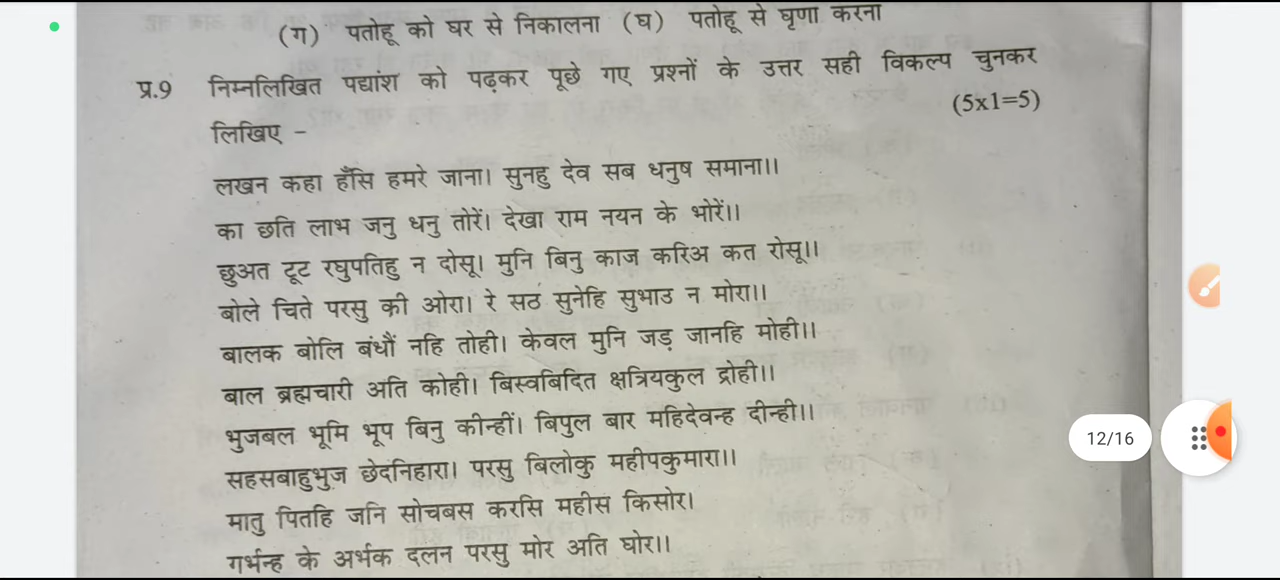 (ग) पतोहू को घर से निकालना (घ) पतोहू से घृणा करना
प्र.9 निम्नलिखित पद्यांश को पढ़कर पूछे गए प्रश्नों के उत्तर सही विकल्प चुनकर
लिखिए - (5x1=5)
लखन कहा हँसि हमरे जाना। सुनहु देव सब धनुष समाना।।
का छति लाभ जनु धनु तोरें। देखा राम नयन के भोरें।।
छुअत टूट रघुपतिहु न दोसू। मुनि बिनु काज करिअ कत रोसू।।
बोले चिते परसु की ओरा। रे सठ सुनेहि सुभाउ न मोरा।।
बालक बोलि बंधौं नहि तोही। केवल मुनि जड़ जानहि मोही।।
बाल ब्रह्मचारी अति कोही। बिस्वबिदित क्षत्रियकुल द्रोही।।
भुजबल भूमि भूप बिनु कीन्हीं। बिपुल बार महिदेवन्ह दीन्ही।।
सहसबाहुभुज छेदनिहारा। परसु बिलोकु महीपकुमारा।।
मातु पितहि जनि सोचबस करसि महीस किसोर।
गर्भन्ह के अर्भक दलन परसु मोर अति घोर।।
12/16